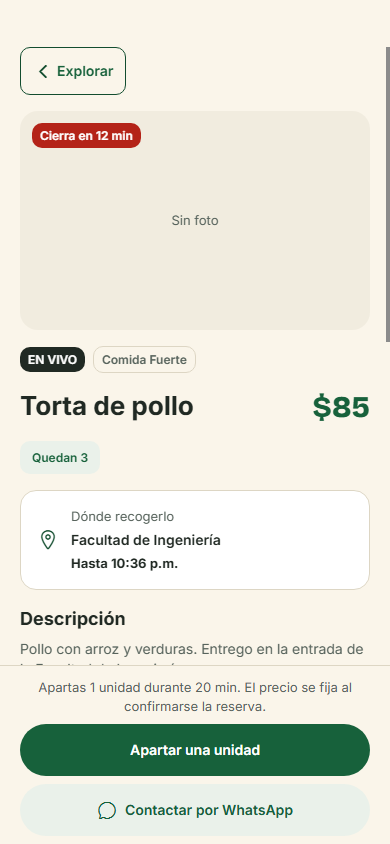 Explorar
Cierra en 12 min
Sin foto
EN VIVO
Comida Fuerte
Torta de pollo
$85
Quedan 3
Dónde recogerlo
Facultad de Ingeniería
Hasta 10:36 p.m.
Descripción
Pollo con arroz y verduras. Entrego en la entrada de
Apartas 1 unidad durante 20 min. El precio se fija al
confirmarse la reserva.
Apartar una unidad
Contactar por WhatsApp